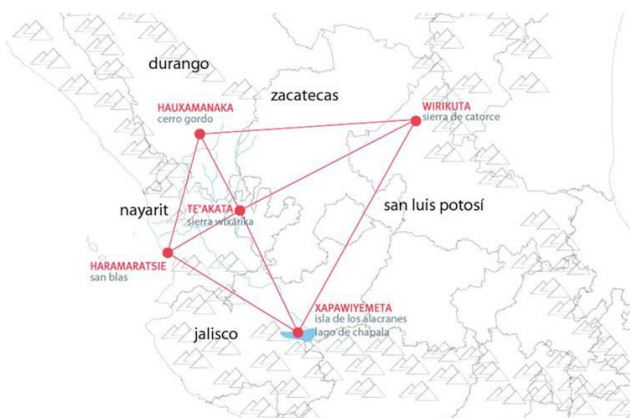 durango
zacatecas
HAUXAMANAKA
cerro gordo
WIRIKUTA
sierra de catorce
nayarit
TE'AKATA
sierra wixárika
san luis potosí
HARAMARATSIE
san blas
XAPAWIYEMETA
isla de los alacranes
lago de chapala
jalisco